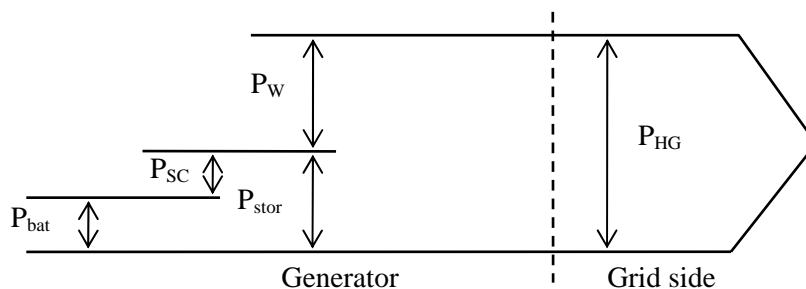 P_W
P_HG
P_SC
P_stor
P_bat
Generator
Grid side